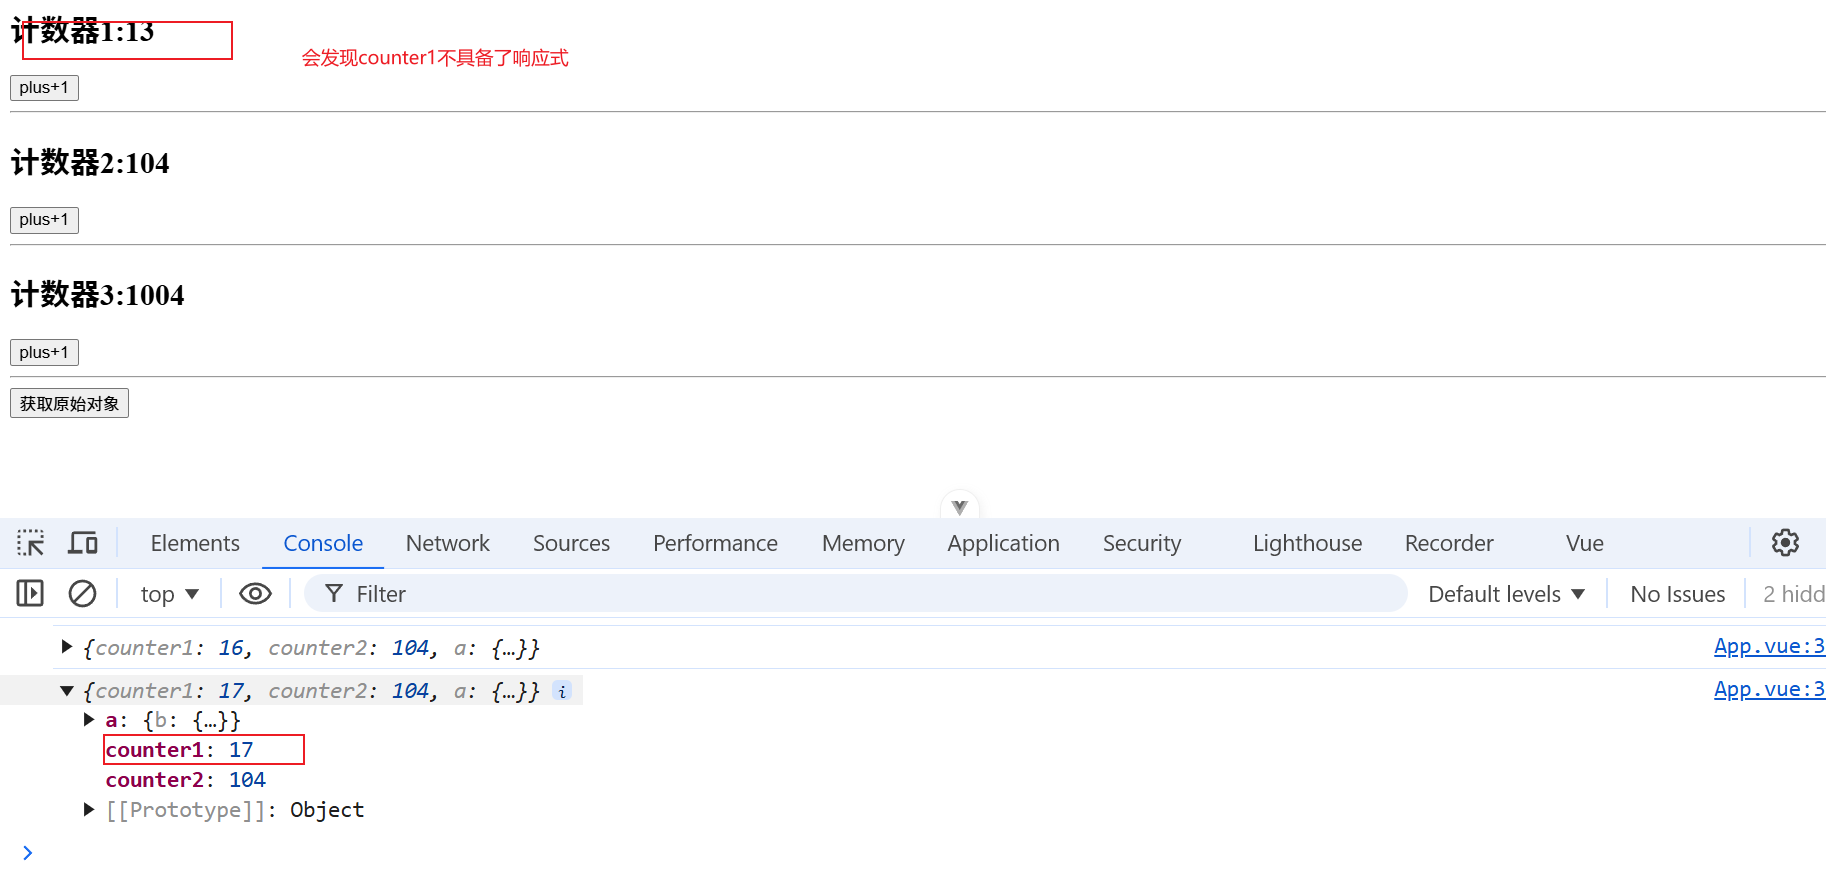 计数器1:13
会发现counter1不具备了响应式
plus+1
计数器2:104
plus+1
计数器3:1004
plus+1
获取原始对象
Elements Console Network Sources Performance Memory Application Security Lighthouse Recorder Vue
top Filter Default levels No Issues 2 hidd
{counter1: 16, counter2: 104, a: {…}} App.vue:3
{counter1: 17, counter2: 104, a: {…}} i App.vue:3
a: {b: {…}}
counter1: 17
counter2: 104
[[Prototype]]: Object